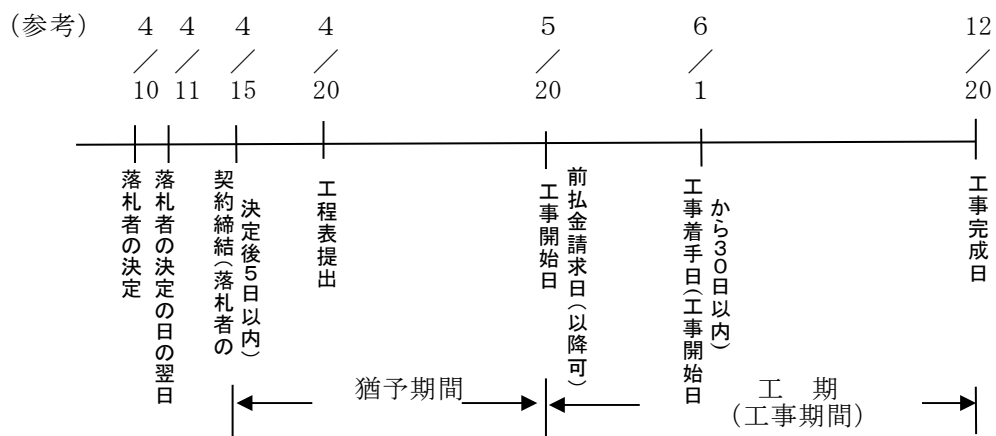 (参考)
4/10
4/11
4/15
4/20
5/20
6/1
12/20
落札者の決定
落札者の決定の日の翌日
契約締結(落札者の
決定後5日以内)
工程表提出
工事開始日
前払金請求日(以降可)
工事着手日(工事開始日
から30日以内)
工事完成日
猶予期間
工 期
(工事期間)